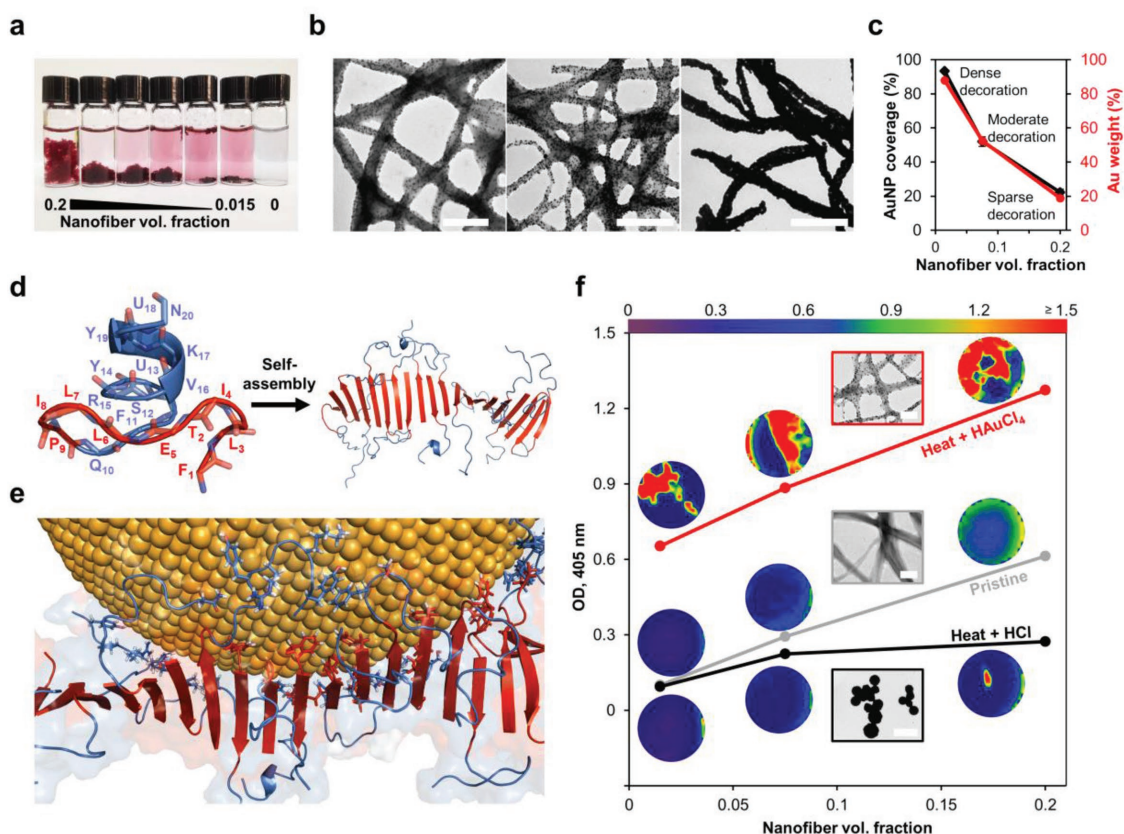 a
0.2
0.015
0
Nanofiber vol. fraction
b
c
100
80
60
40
20
0
AuNP coverage (%)
Dense
decoration
Moderate
decoration
Sparse
decoration
100
80
60
40
20
0
Au weight (%)
0
0.1
0.2
Nanofiber vol. fraction
d
U18
N20
Y19
K17
Y14
U13
V16
I8
L7
R15
S12
I4
F11
L6
P9
T2
L3
E5
Q10
F1
Self-
assembly
e
f
0
0.3
0.6
0.9
1.2
≥ 1.5
1.5
1.2
0.9
0.6
0.3
0
OD, 405 nm
Heat + HAuCl4
Pristine
Heat + HCl
0
0.05
0.1
0.15
0.2
Nanofiber vol. fraction